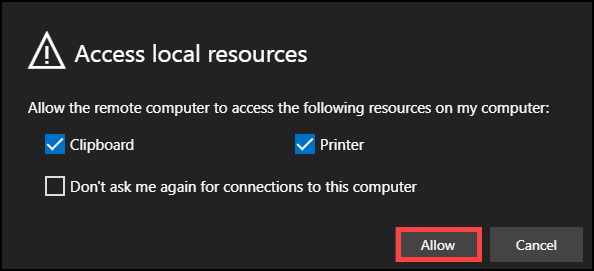 Access local resources
Allow the remote computer to access the following resources on my computer:
Clipboard Printer
Don't ask me again for connections to this computer
Allow Cancel